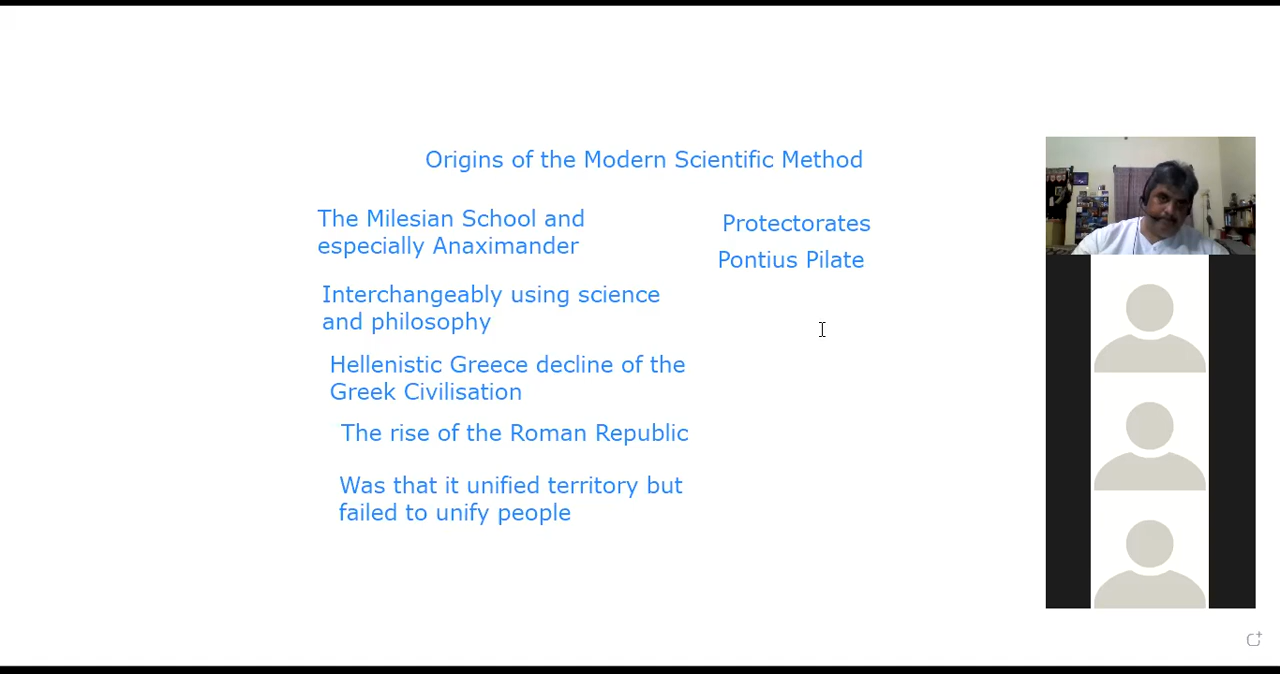 Origins of the Modern Scientific Method
The Milesian School and
especially Anaximander
Interchangeably using science
and philosophy
Hellenistic Greece decline of the
Greek Civilisation
The rise of the Roman Republic
Was that it unified territory but
failed to unify people
Protectorates
Pontius Pilate